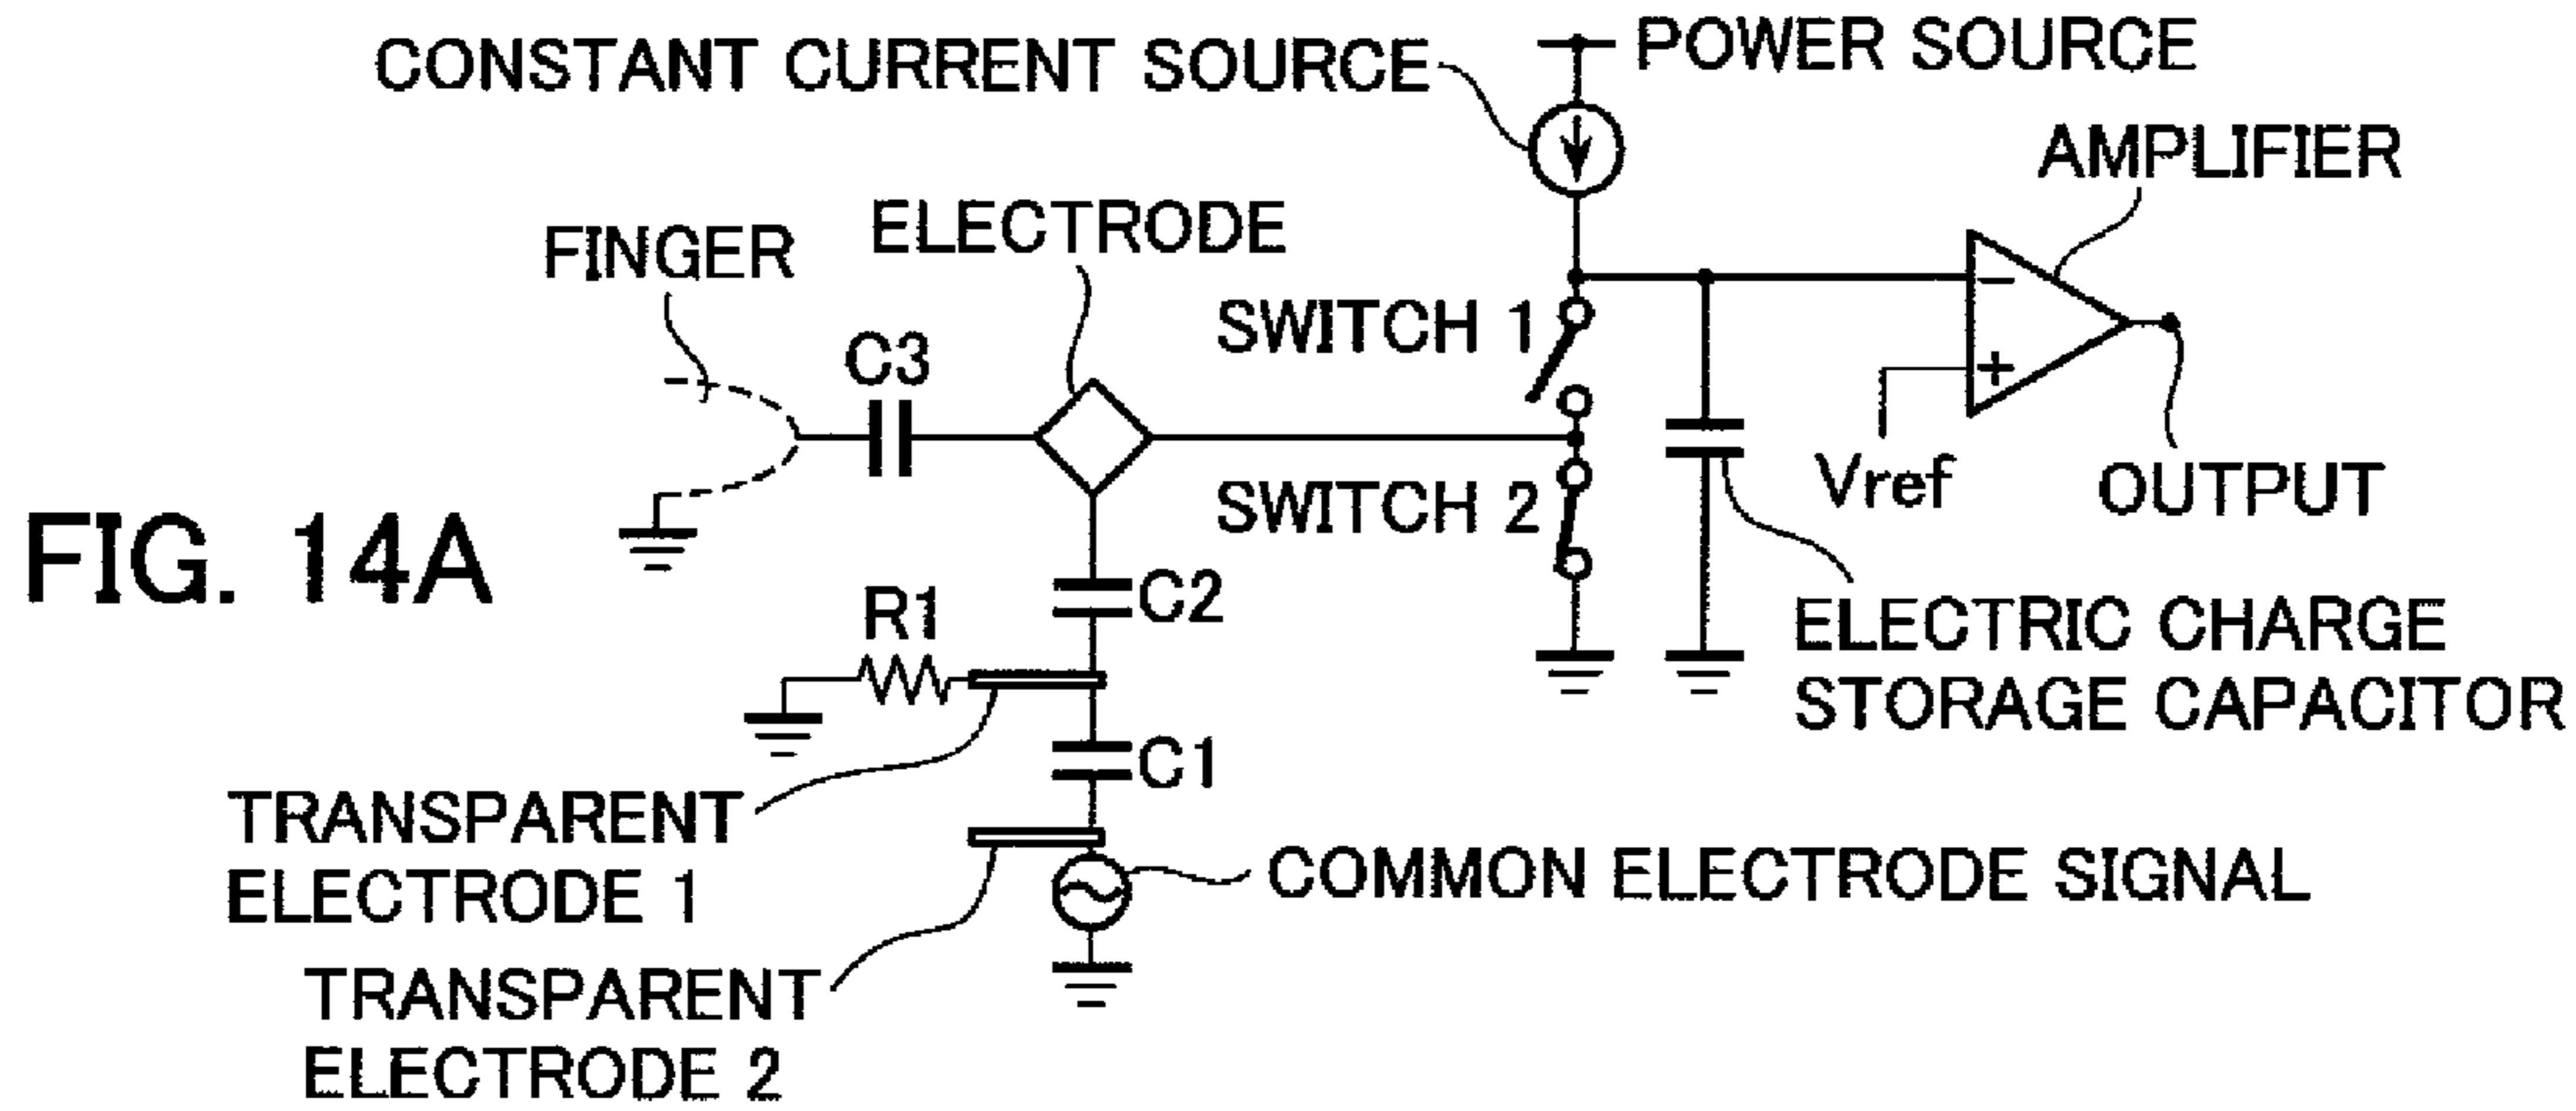 POWER SOURCE
CONSTANT CURRENT SOURCE
AMPLIFIER
ELECTRODE
FINGER
−
SWITCH 1
C3
+
Vref
OUTPUT
SWITCH 2
FIG. 14A
C2
R1
ELECTRIC CHARGE
STORAGE CAPACITOR
C1
TRANSPARENT
ELECTRODE 1
COMMON ELECTRODE SIGNAL
TRANSPARENT
ELECTRODE 2